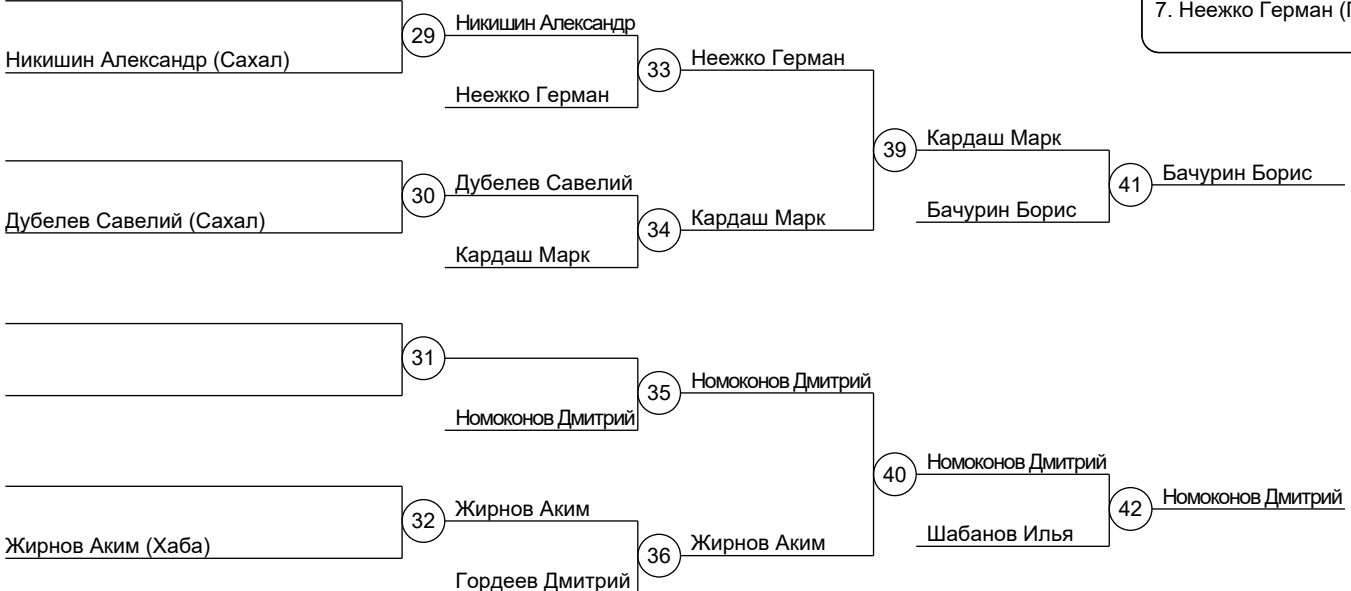 7. Неежко Герман
29
Никишин Александр
Никишин Александр (Сахал)
33
Неежко Герман
Неежко Герман
39
Кардаш Марк
30
Дубелев Савелий
41
Бачурин Борис
Дубелев Савелий (Сахал)
34
Кардаш Марк
Бачурин Борис
Кардаш Марк
31
35
Номоконов Дмитрий
Номоконов Дмитрий
40
Номоконов Дмитрий
32
Жирнов Аким
42
Номоконов Дмитрий
Жирнов Аким (Хаба)
36
Жирнов Аким
Шабанов Илья
Гордеев Дмитрий